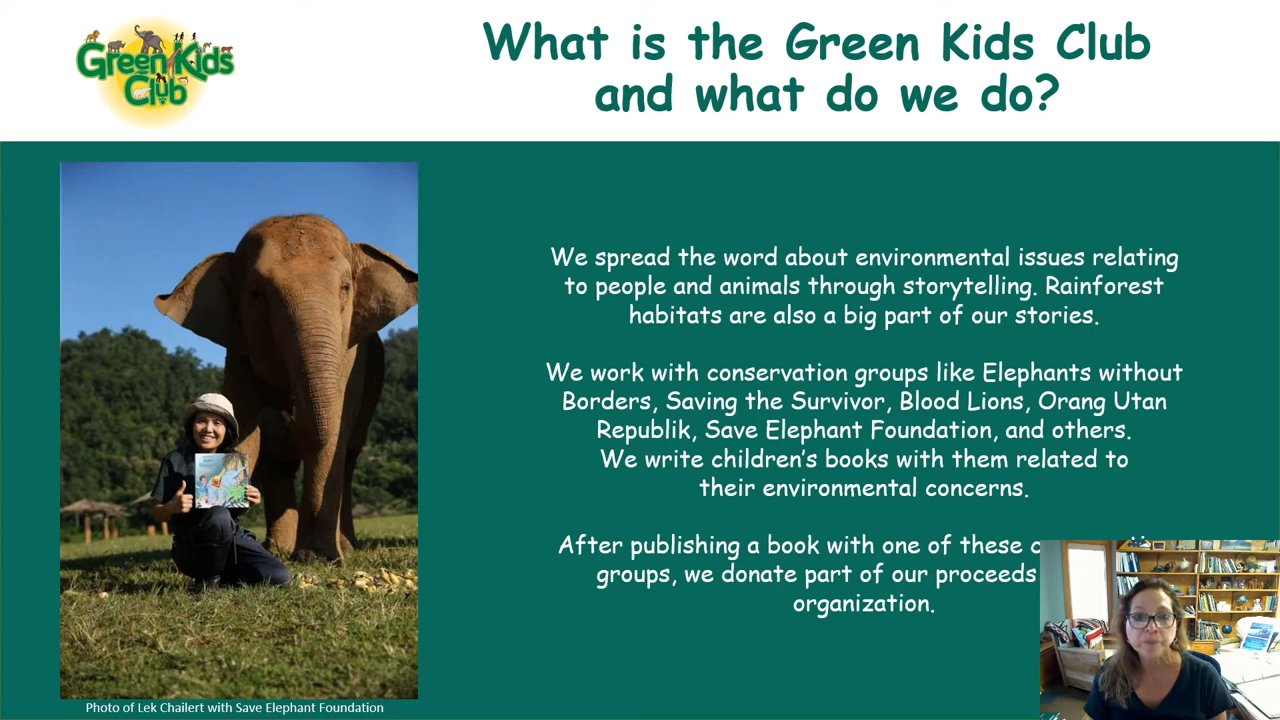 Green Kids
Club
What is the Green Kids Club
and what do we do?
We spread the word about environmental issues relating
to people and animals through storytelling. Rainforest
habitats are also a big part of our stories.
We work with conservation groups like Elephants without
Borders, Saving the Survivor, Blood Lions, Orang Utan
Republik, Save Elephant Foundation, and others.
We write children’s books with them related to
their environmental concerns.
After publishing a book with one of these
groups, we donate part of our proceeds
organization.
Photo of Lek Chailert with Save Elephant Foundation